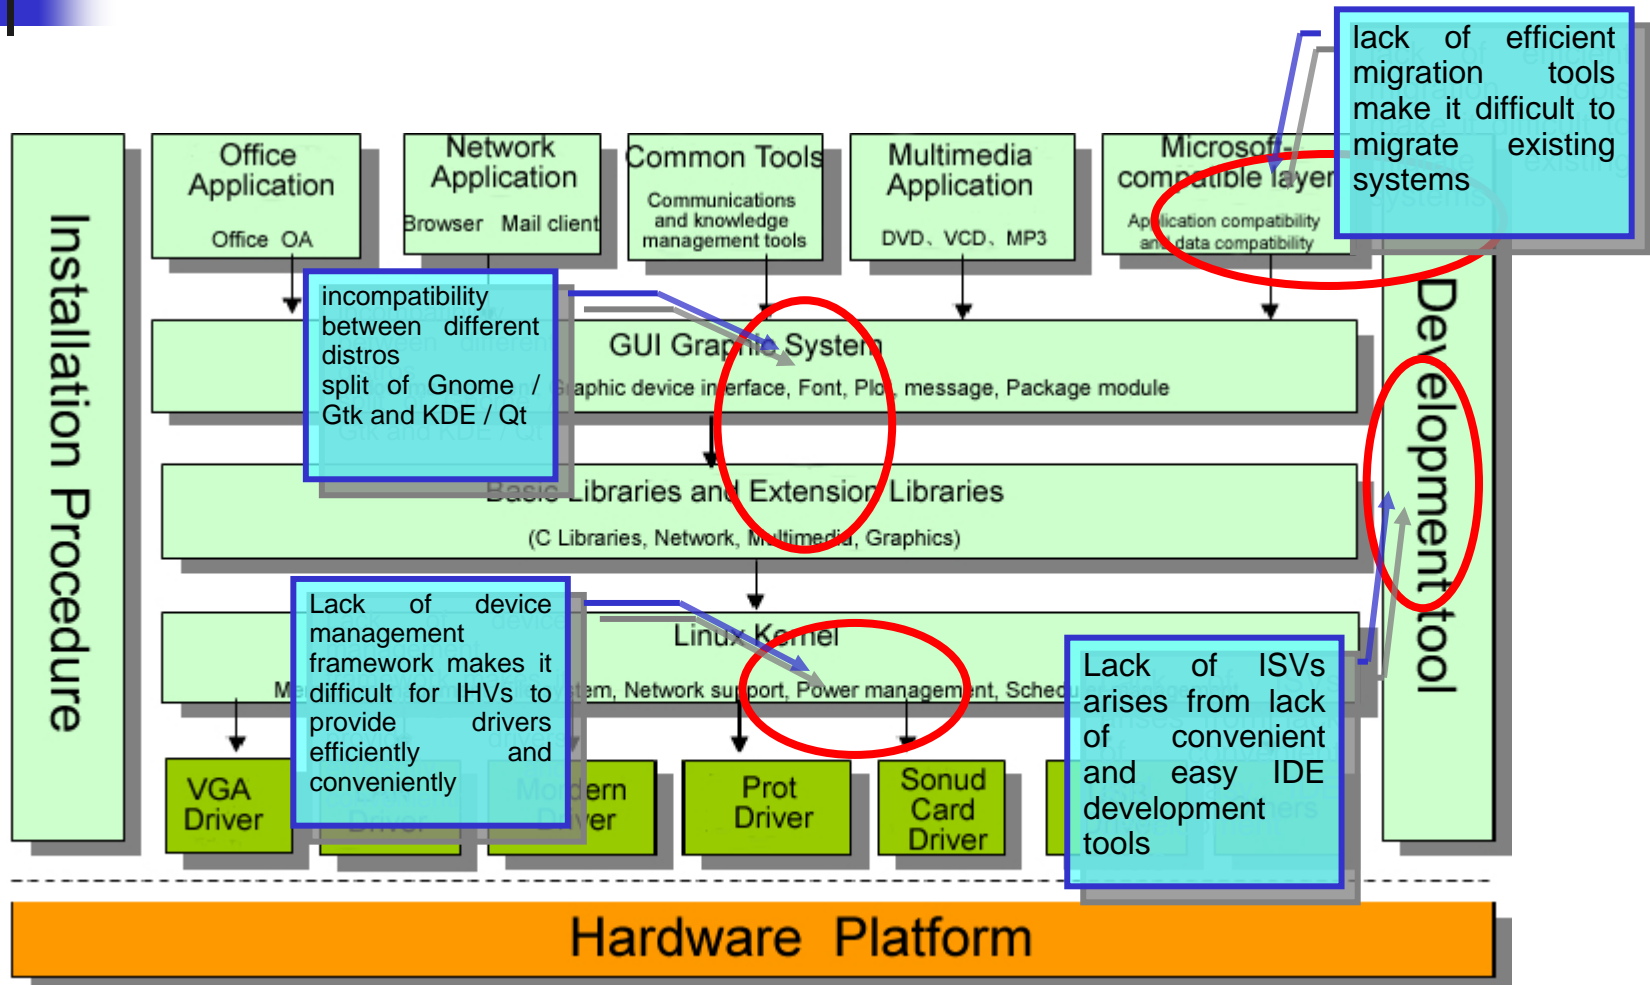 lack of efficient
migration tools
make it difficult to
migrate existing
systems
Installation Procedure
Office
Application
Office OA
Network
Application
Browser Mail client
Common Tools
Communications
and knowledge
management tools
Multimedia
Application
DVD、VCD、MP3
Microsoft-
compatible layer
Application compatibility
and data compatibility
Development tool
incompatibility
between different
distros
split of Gnome /
Gtk and KDE / Qt
GUI Graphic System
Graphic device interface, Font, Plot, message, Package module
Basic Libraries and Extension Libraries
(C Libraries, Network, Multimedia, Graphics)
Lack of device
management
framework makes it
difficult for IHVs to
provide drivers
efficiently and
conveniently
Linux Kernel
Network support, Power management,
Lack of ISVs
arises from lack
of convenient
and easy IDE
development
tools
VGA
Driver
Prot
Driver
Sonud
Card
Driver
Hardware Platform